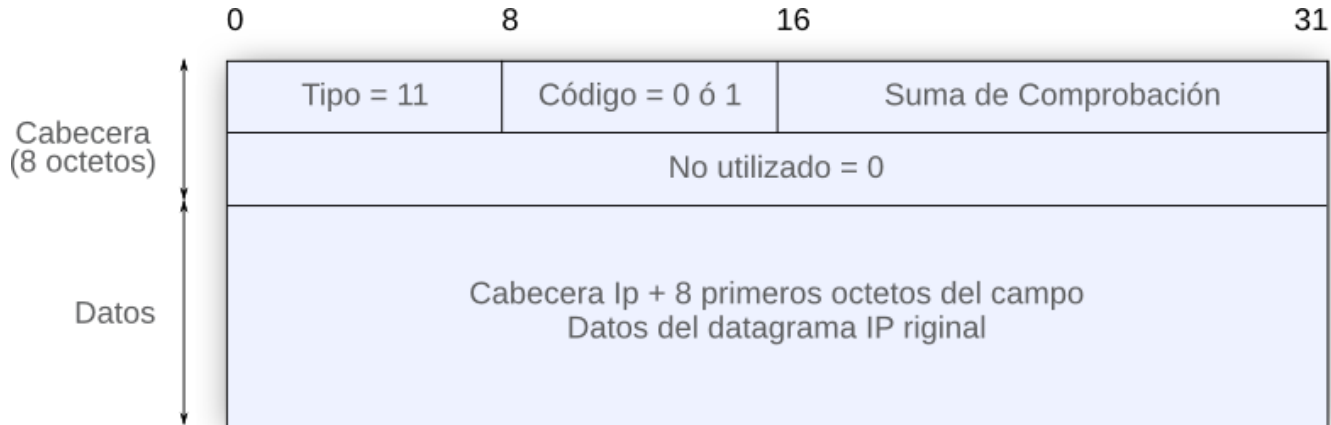 0 8 16 31
Tipo = 11 Código = 0 ó 1 Suma de Comprobación
Cabecera
(8 octetos)
No utilizado = 0
Datos
Cabecera Ip + 8 primeros octetos del campo
Datos del datagrama IP riginal